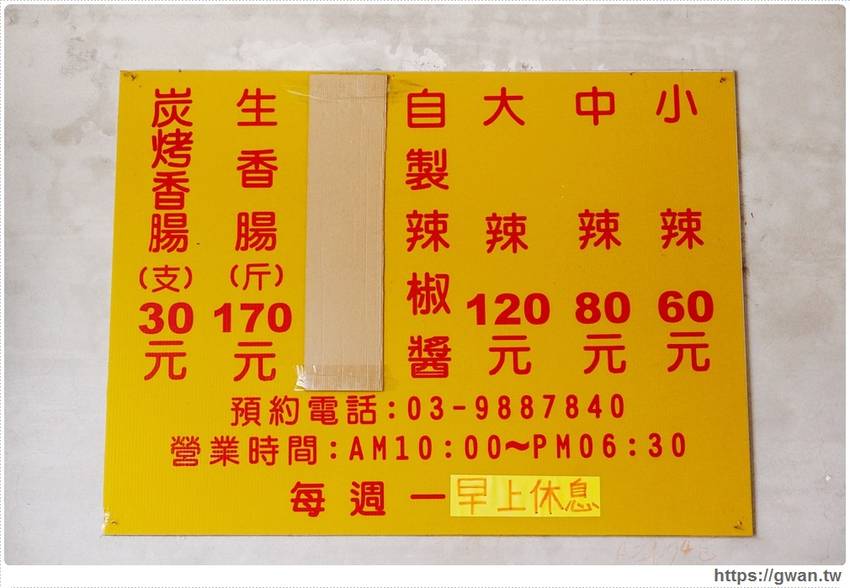 炭烤香腸(支)30元
生香腸(斤)170元
自製辣椒醬
大辣120元
中辣80元
小辣60元
預約電話:03-9887840
營業時間:AM10:00~PM06:30
每週一早上休息
https://gwan.tw